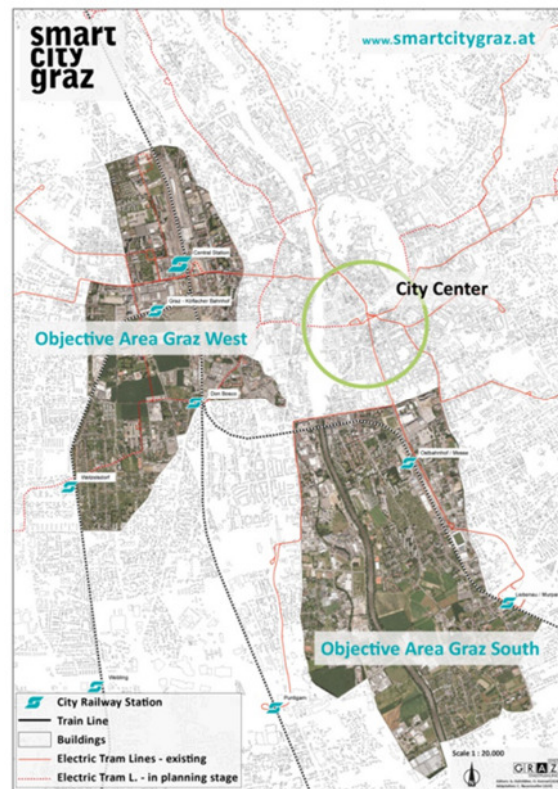 smart
city
graz
www.smartcitygraz.at
Central Station
City Center
Graz - Köflacher Bahnhof
Objective Area Graz West
Don Bosco
Ostbahnhof - Messe
Wetzelsdorf
Objective Area Graz South
Puntigam
City Railway Station
Train Line
Buildings
Electric Tram Lines - existing
Electric Tram L. - in planning stage
Scale 1 : 20.000
GRAZ